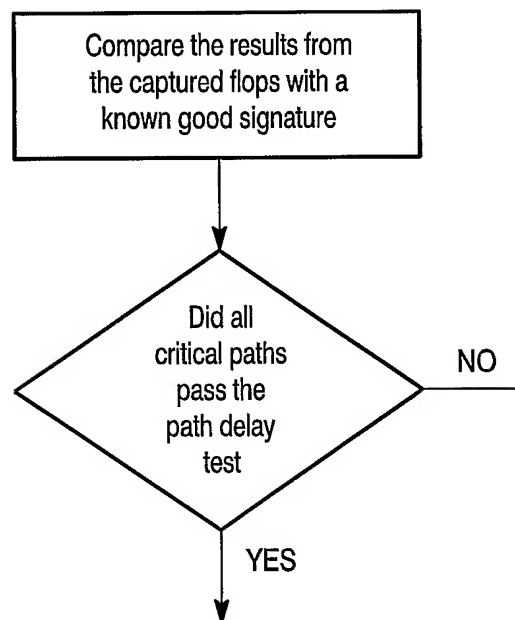 Compare the results from
the captured flops with a
known good signature
Did all
critical paths
pass the
path delay
test
NO
YES